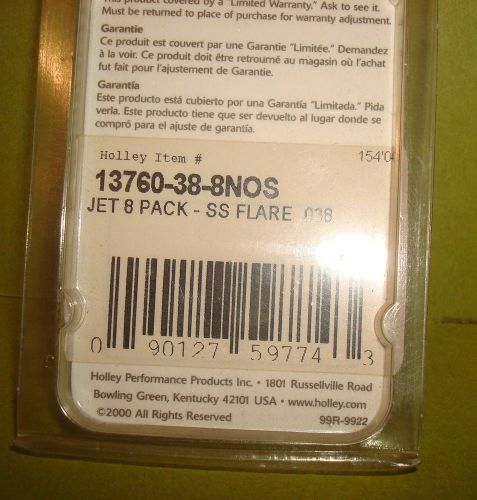 This product covered by a "Limited Warranty." Ask to see it.
Must be returned to place of purchase for warranty adjustment.
Garantie
Ce produit est couvert par une Garantie "Limitée." Demandez
à la voir. Ce produit doit être retourné au magasin où l'achat
fut fait pour l'ajustement de Garantie.
Garantía
Este producto está cubierto por una Garantía "Limitada." Pida
verla. Este producto tiene que ser devuelto al lugar donde se
compró para el ajuste de garantía.
Holley Item # 154'0
13760-38-8NOS
JET 8 PACK - SS FLARE .038
0 90127 59774 3
Holley Performance Products Inc. • 1801 Russellville Road
Bowling Green, Kentucky 42101 USA • www.holley.com
©2000 All Rights Reserved 99R-9922